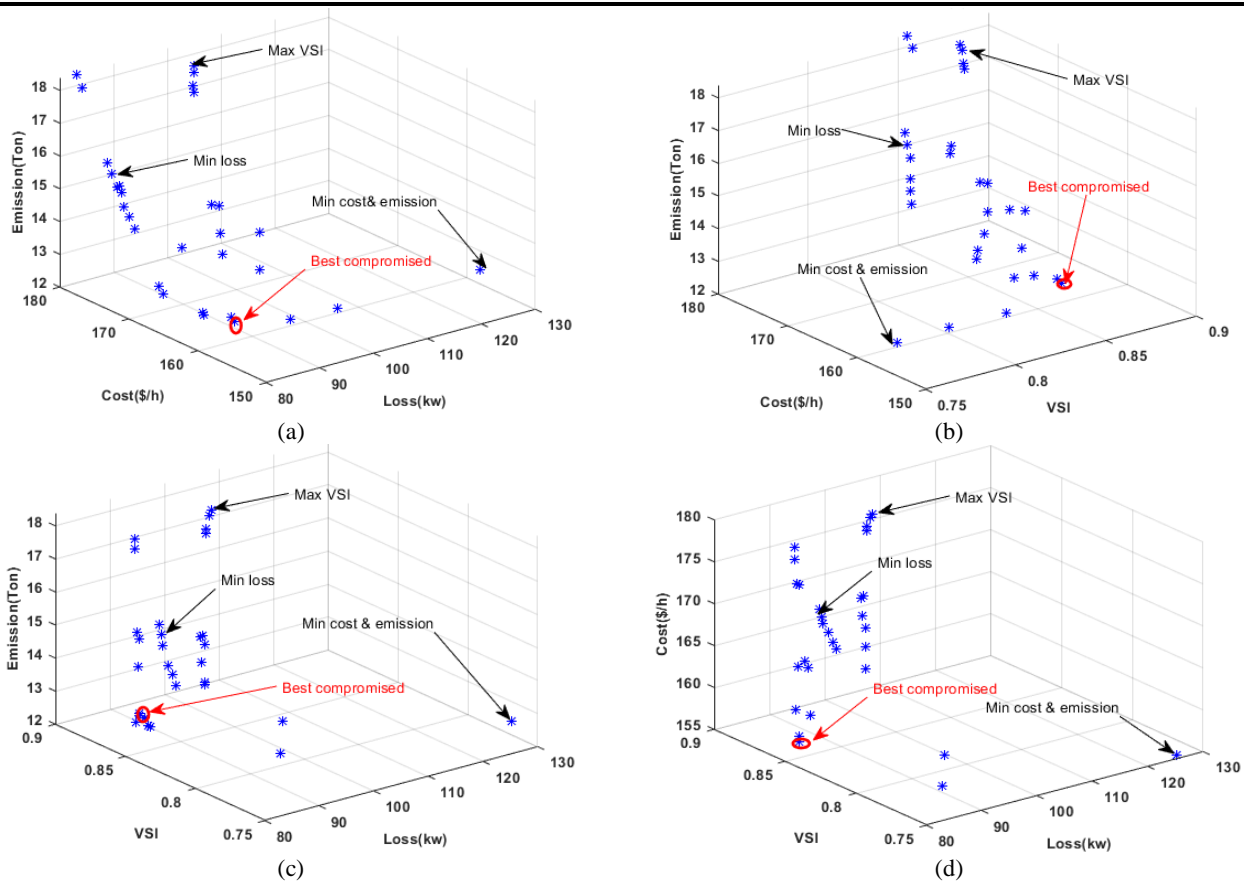 Max VSI
Min loss
Min cost& emission
Best compromised
Emission(Ton)
18
17
16
15
14
13
12
180
170
160
150
Cost($/h)
80
90
100
110
120
130
Loss(kw)
(a)
Max VSI
Min loss
Best compromised
Min cost & emission
Emission(Ton)
18
17
16
15
14
13
12
180
170
160
150
Cost($/h)
0.75
0.8
0.85
0.9
VSI
(b)
Max VSI
Min loss
Min cost & emission
Best compromised
Emission(Ton)
18
17
16
15
14
13
12
0.9
0.85
0.8
0.75
VSI
80
90
100
110
120
130
Loss(kw)
(c)
Max VSI
Min loss
Best compromised
Min cost & emission
Cost($/h)
180
175
170
165
160
155
0.9
0.85
0.8
0.75
VSI
80
90
100
110
120
130
Loss(kw)
(d)